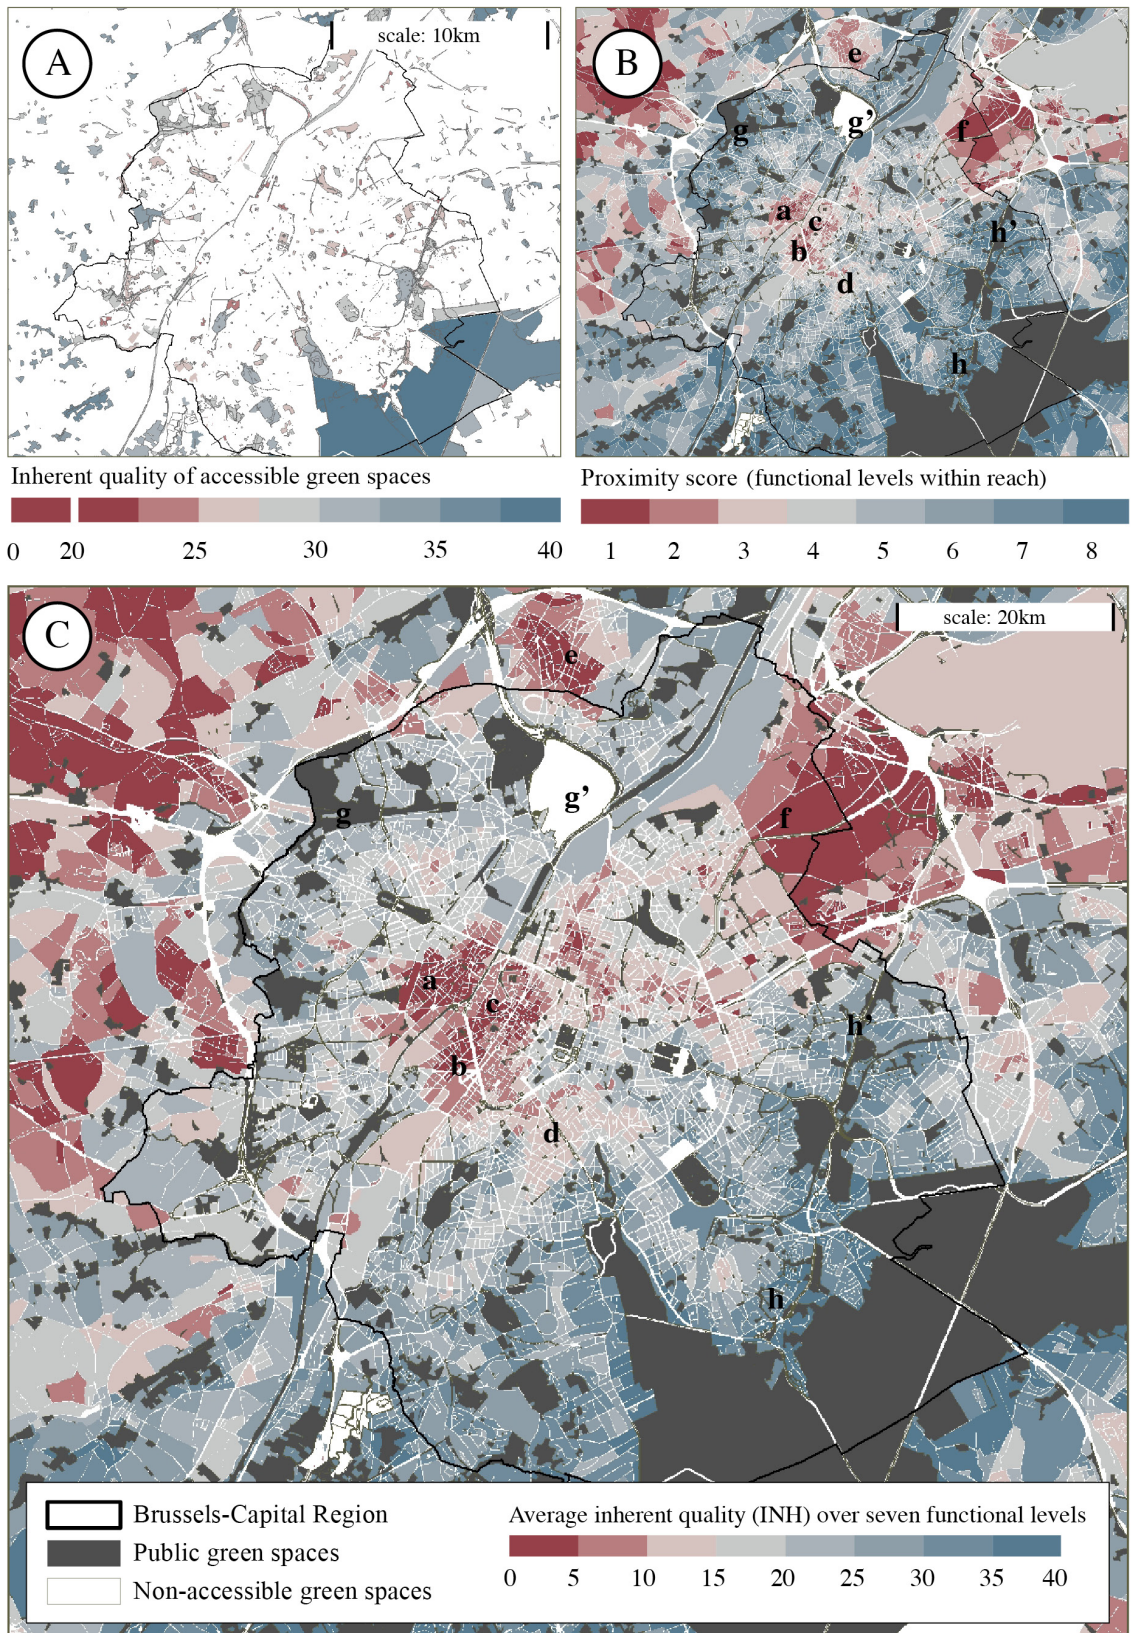 A
scale: 10km
B
e
f
g
g’
a
c
b
h’
d
h
Inherent quality of accessible green spaces
0 20 25 30 35 40
Proximity score (functional levels within reach)
1 2 3 4 5 6 7 8
C
scale: 20km
e
g’
g
f
a
c
h’
b
d
h
Brussels-Capital Region
Public green spaces
Non-accessible green spaces
Average inherent quality (INH) over seven functional levels
0 5 10 15 20 25 30 35 40